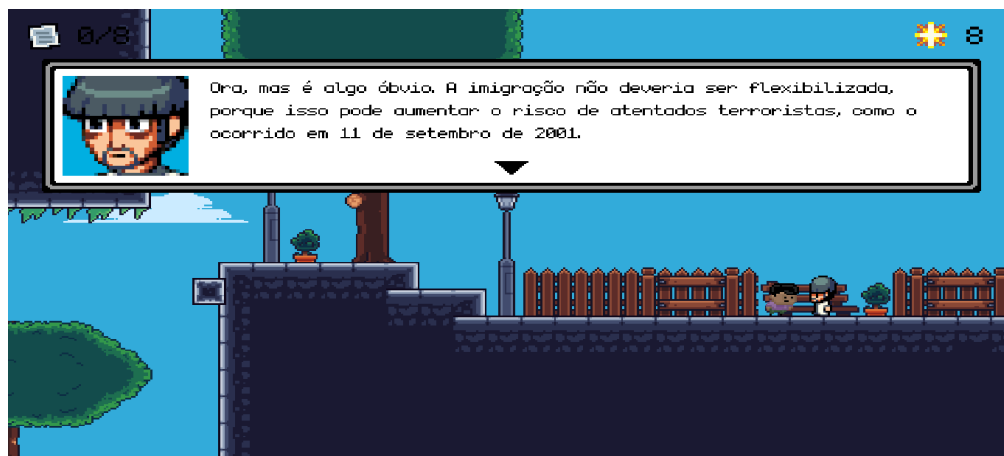 0/8
8
Ora, mas é algo óbvio. A imigração não deveria ser flexibilizada,
porque isso pode aumentar o risco de atentados terroristas, como o
ocorrido em 11 de setembro de 2001.